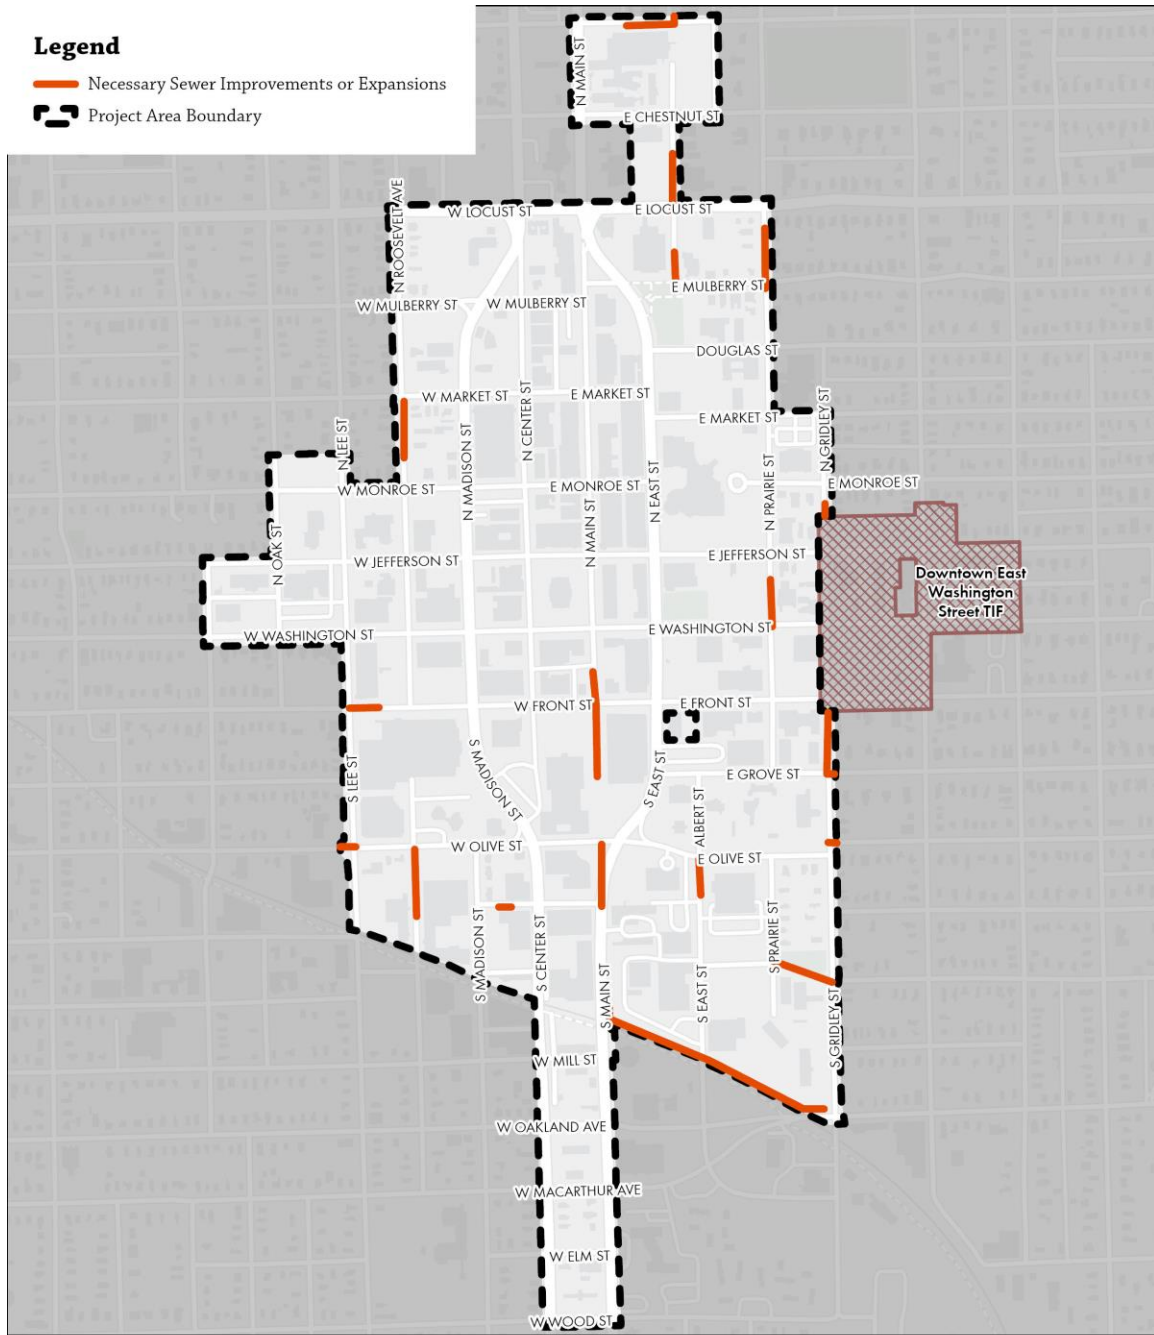 Legend
Necessary Sewer Improvements or Expansions
Project Area Boundary
N MAIN ST
E CHESTNUT ST
N ROOSEVELT AVE
W LOCUST ST
E LOCUST ST
E MULBERRY ST
W MULBERRY ST
W MULBERRY ST
DOUGLAS ST
W MARKET ST
E MARKET ST
E MARKET ST
N CENTER ST
N GRIDLEY ST
N LEE ST
N MADISON ST
N EAST ST
N PRAIRIE ST
W MONROE ST
E MONROE ST
E MONROE ST
N OAK ST
N MAIN ST
W JEFFERSON ST
E JEFFERSON ST
Downtown East
Washington
Street TIF
W WASHINGTON ST
E WASHINGTON ST
W FRONT ST
E FRONT ST
S LEE ST
S MADISON ST
S EAST ST
E GROVE ST
ALBERT ST
W OLIVE ST
E OLIVE ST
S MADISON ST
S CENTER ST
S MAIN ST
S EAST ST
S PRAIRIE ST
S GRIDLEY ST
W MILL ST
W OAKLAND AVE
W MACARTHUR AVE
W ELM ST
W WOOD ST